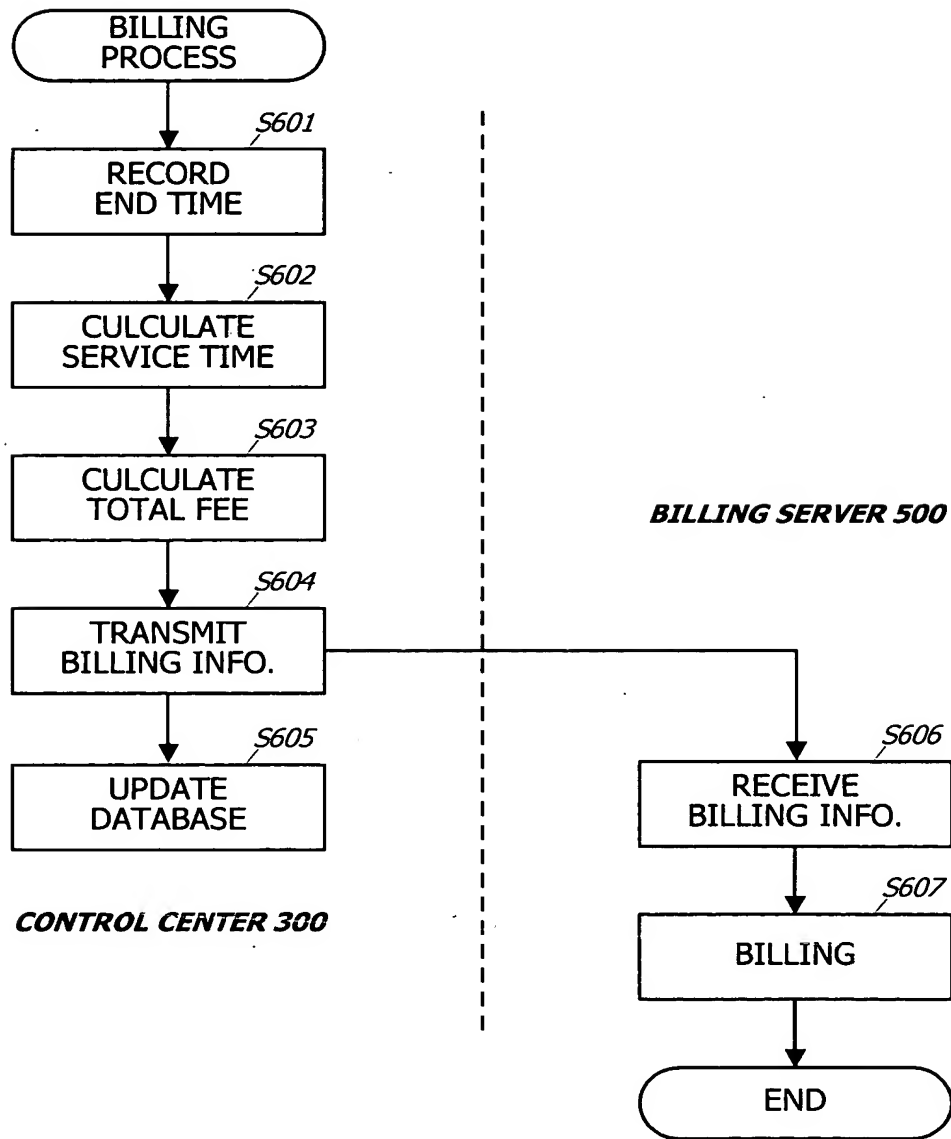 BILLING
PROCESS
S601
RECORD
END TIME
S602
CULCULATE
SERVICE TIME
S603
CULCULATE
TOTAL FEE
S604
TRANSMIT
BILLING INFO.
S605
UPDATE
DATABASE
CONTROL CENTER 300
BILLING SERVER 500
S606
RECEIVE
BILLING INFO.
S607
BILLING
END